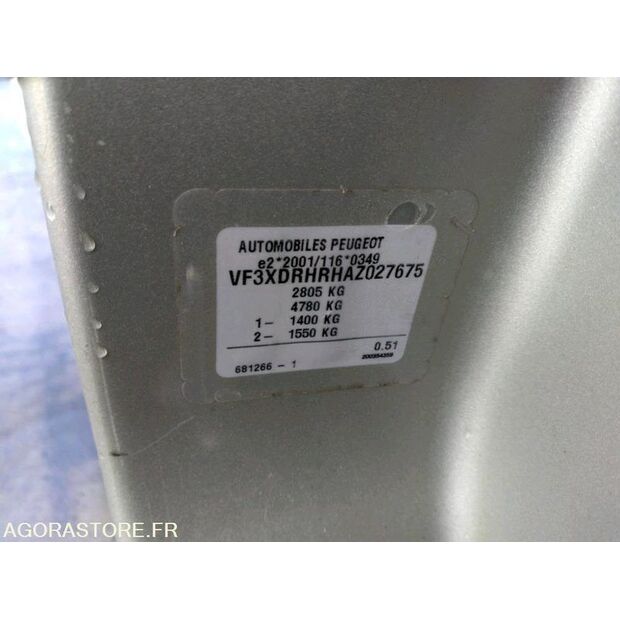 AUTOMOBILES PEUGEOT
e2*2001/116*0349
VF3XDRHRHAZ027675
2805 KG
4780 KG
1- 1400 KG
2- 1550 KG
0.51
681266 - 1
200354359
AGORASTORE.FR